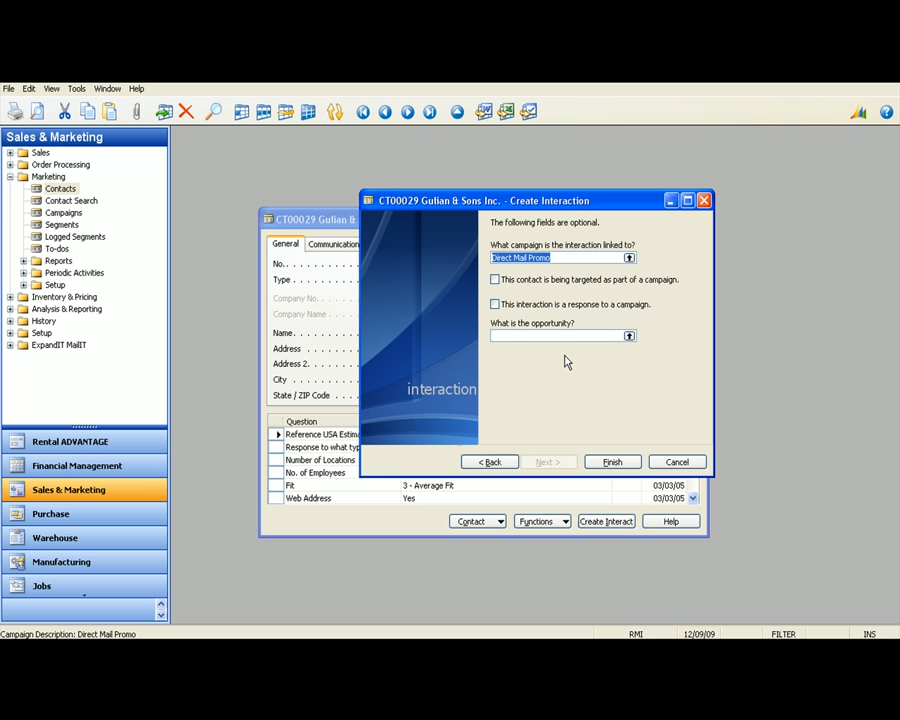 File Edit View Tools Window Help
Sales & Marketing
Sales
Order Processing
Marketing
Contacts
Contact Search
Campaigns
Segments
Logged Segments
To-dos
Reports
Periodic Activities
Setup
Inventory & Pricing
Analysis & Reporting
History
Setup
ExpandIT MailIT
Rental ADVANTAGE
Financial Management
Sales & Marketing
Purchase
Warehouse
Manufacturing
Jobs
CT00029 Gulian &
General Communication
No.. .
Type . . . . . . . . .
Company No. . . . .
Company Name . . .
Name. . . . . . . . .
Address . . . . . . .
Address 2. . . . . . .
City . . . . . . . . .
State / ZIP Code . . .
Question
Reference USA Estim
Response to what typ
Number of Locations
No. of Employees
Fit 3 - Average Fit 03/03/05
Web Address Yes 03/03/05
Contact Functions Create Interact Help
CT00029 Gulian & Sons Inc. - Create Interaction
The following fields are optional.
What campaign is the interaction linked to?
Direct Mail Promo
This contact is being targeted as part of a campaign.
This interaction is a response to a campaign.
What is the opportunity?
interaction
< Back Next > Finish Cancel
Campaign Description: Direct Mail Promo RMI 12/09/09 FILTER INS